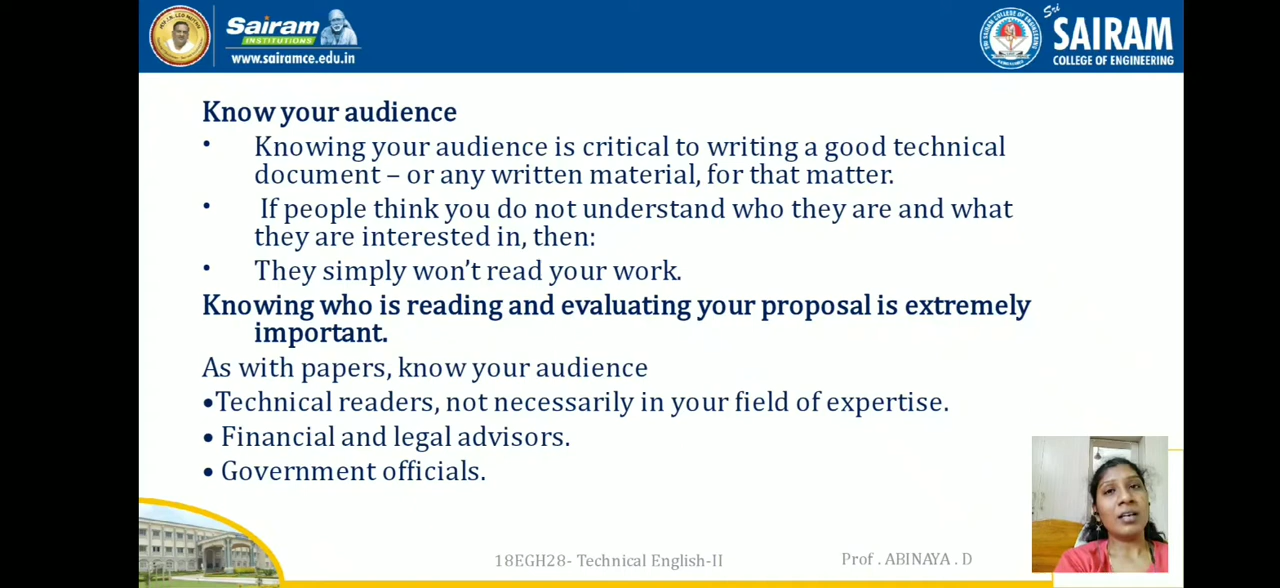 Sairam
INSTITUTIONS
www.sairamce.edu.in
Sri
SAIRAM
COLLEGE OF ENGINEERING
Know your audience
• Knowing your audience is critical to writing a good technical
document – or any written material, for that matter.
• If people think you do not understand who they are and what
they are interested in, then:
• They simply won’t read your work.
Knowing who is reading and evaluating your proposal is extremely
important.
As with papers, know your audience
•Technical readers, not necessarily in your field of expertise.
• Financial and legal advisors.
• Government officials.
18EGH28- Technical English-II
Prof . ABINAYA . D